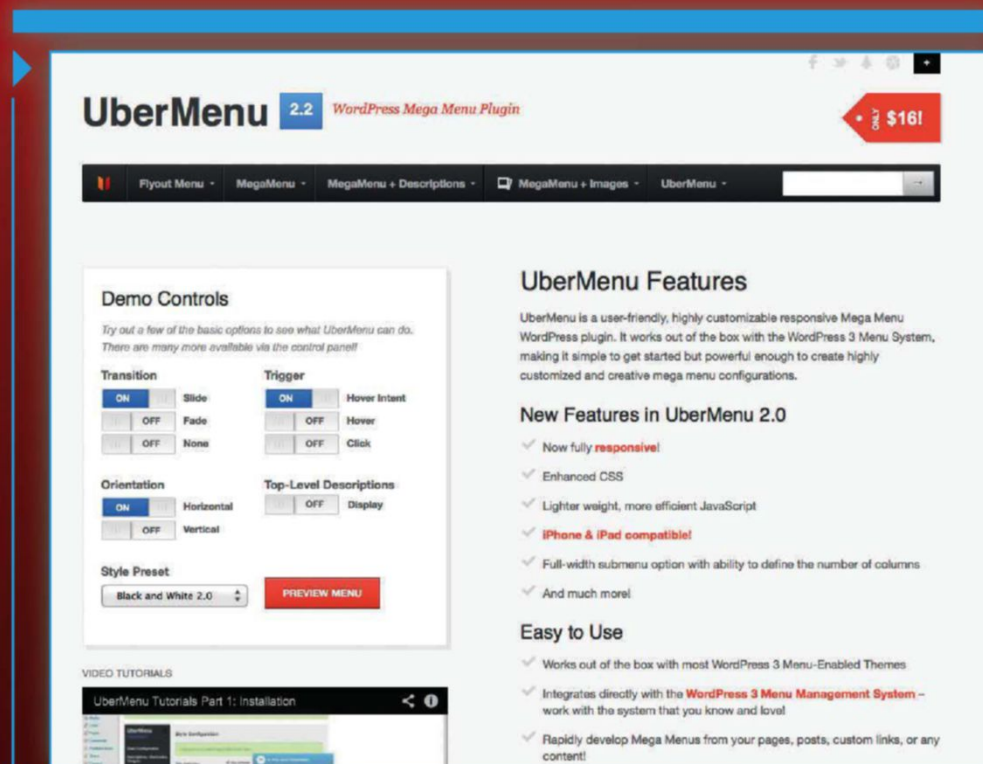 UberMenu 2.2 WordPress Mega Menu Plugin
ONLY $16!
Flyout Menu MegaMenu MegaMenu + Descriptions MegaMenu + Images UberMenu
Demo Controls
Try out a few of the basic options to see what UberMenu can do.
There are many more available via the control panel!
Transition Trigger
ON Slide ON Hover Intent
OFF Fade OFF Hover
OFF None OFF Click
Orientation Top-Level Descriptions
ON Horizontal OFF Display
OFF Vertical
Style Preset
Black and White 2.0 PREVIEW MENU
VIDEO TUTORIALS
UberMenu Tutorials Part 1: Installation
UberMenu Features
UberMenu is a user-friendly, highly customizable responsive Mega Menu
WordPress plugin. It works out of the box with the WordPress 3 Menu System,
making it simple to get started but powerful enough to create highly
customized and creative mega menu configurations.
New Features in UberMenu 2.0
Now fully responsive!
Enhanced CSS
Lighter weight, more efficient JavaScript
iPhone & iPad compatible!
Full-width submenu option with ability to define the number of columns
And much more!
Easy to Use
Works out of the box with most WordPress 3 Menu-Enabled Themes
Integrates directly with the WordPress 3 Menu Management System –
work with the system that you know and love!
Rapidly develop Mega Menus from your pages, posts, custom links, or any
content!